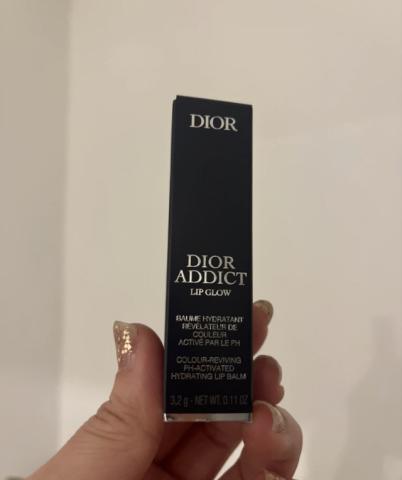 DIOR
DIOR
ADDICT
LIP GLOW
BAUME HYDRATANT
RÉVÉLATEUR DE
COULEUR
ACTIVÉ PAR LE PH
COLOUR-REVIVING
PH-ACTIVATED
HYDRATING LIP BALM
3,2 g - NET WT. 0.11 OZ